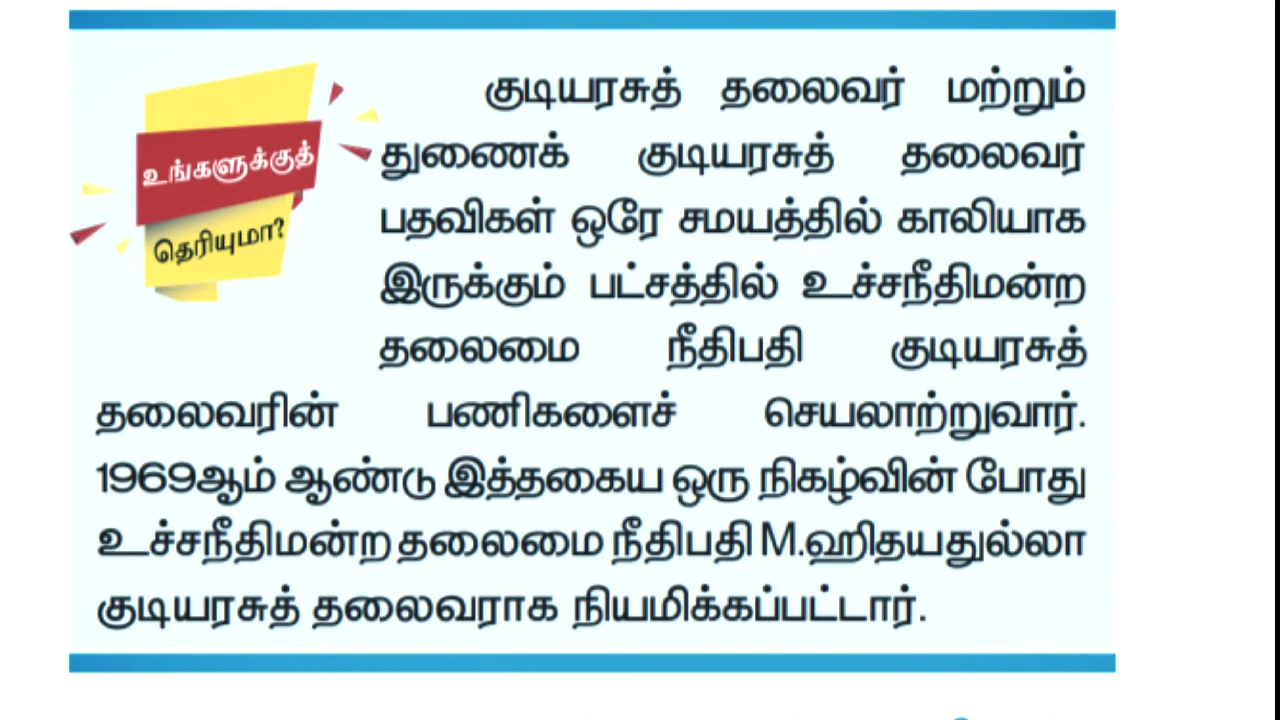 உங்களுக்குத்
தெரியுமா?
குடியரசுத் தலைவர் மற்றும்
துணைக் குடியரசுத் தலைவர்
பதவிகள் ஒரே சமயத்தில் காலியாக
இருக்கும் பட்சத்தில் உச்சநீதிமன்ற
தலைமை நீதிபதி குடியரசுத்
தலைவரின் பணிகளைச் செயலாற்றுவார்.
1969ஆம் ஆண்டு இத்தகைய ஒரு நிகழ்வின் போது
உச்சநீதிமன்ற தலைமை நீதிபதி M.ஹிதயதுல்லா
குடியரசுத் தலைவராக நியமிக்கப்பட்டார்.